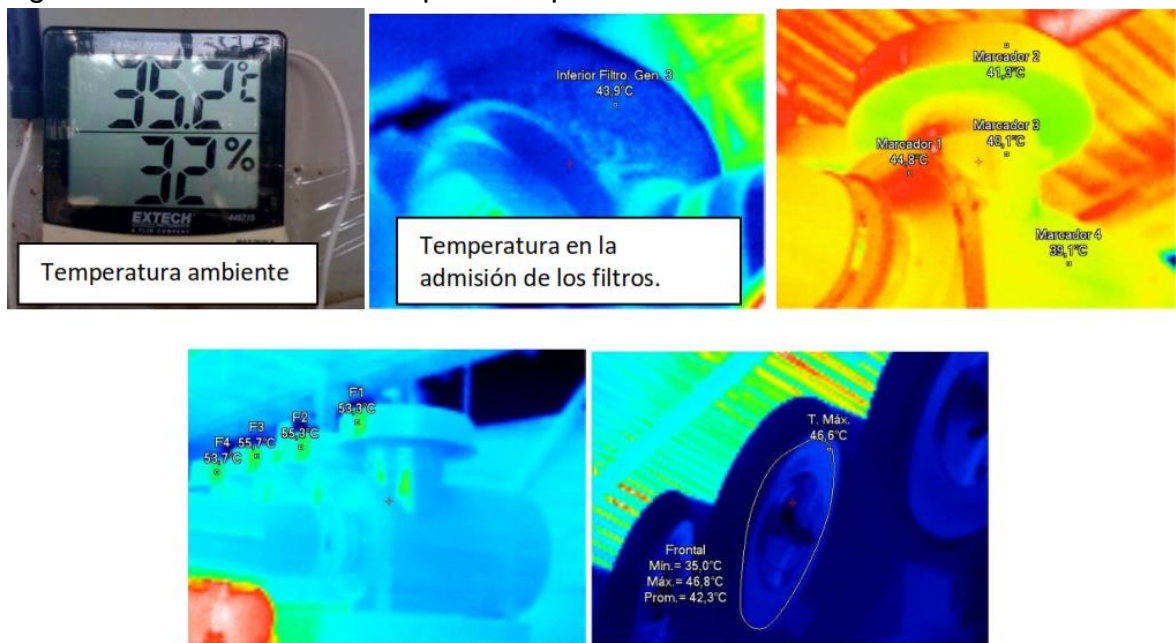 35.2°C
32%
EXTECH
A FLIR COMPANY
Temperatura ambiente
Inferior Filtro Gen. 3
43,9°C
Temperatura en la
admisión de los filtros.
Marcador 2
41,3°C
Marcador 3
Marcador 1
44,8°C
Marcador 4
39,1°C
F1
53,3°C
F2
55,3°C
F3
55,7°C
F4
53,7°C
T. Máx.
46,6°C
Frontal
Mín.= 35,0°C
Máx.= 46,8°C
Prom.= 42,3°C